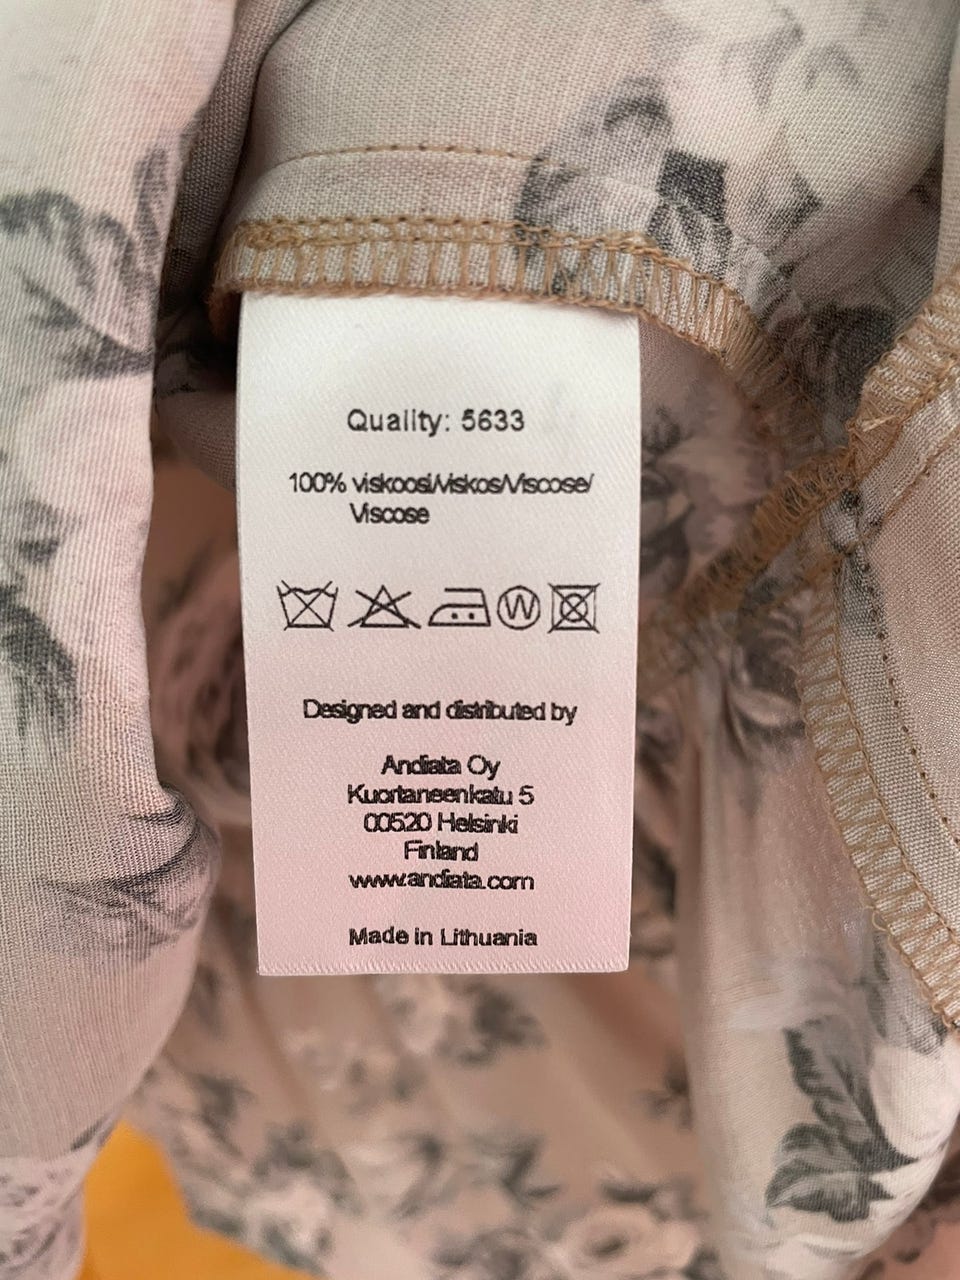 Quality: 5633
100% viskoosi/viskos/Viscose/
Viscose
W
Designed and distributed by
Andiata Oy
Kuortaneenkatu 5
00520 Helsinki
Finland
www.andiata.com
Made in Lithuania